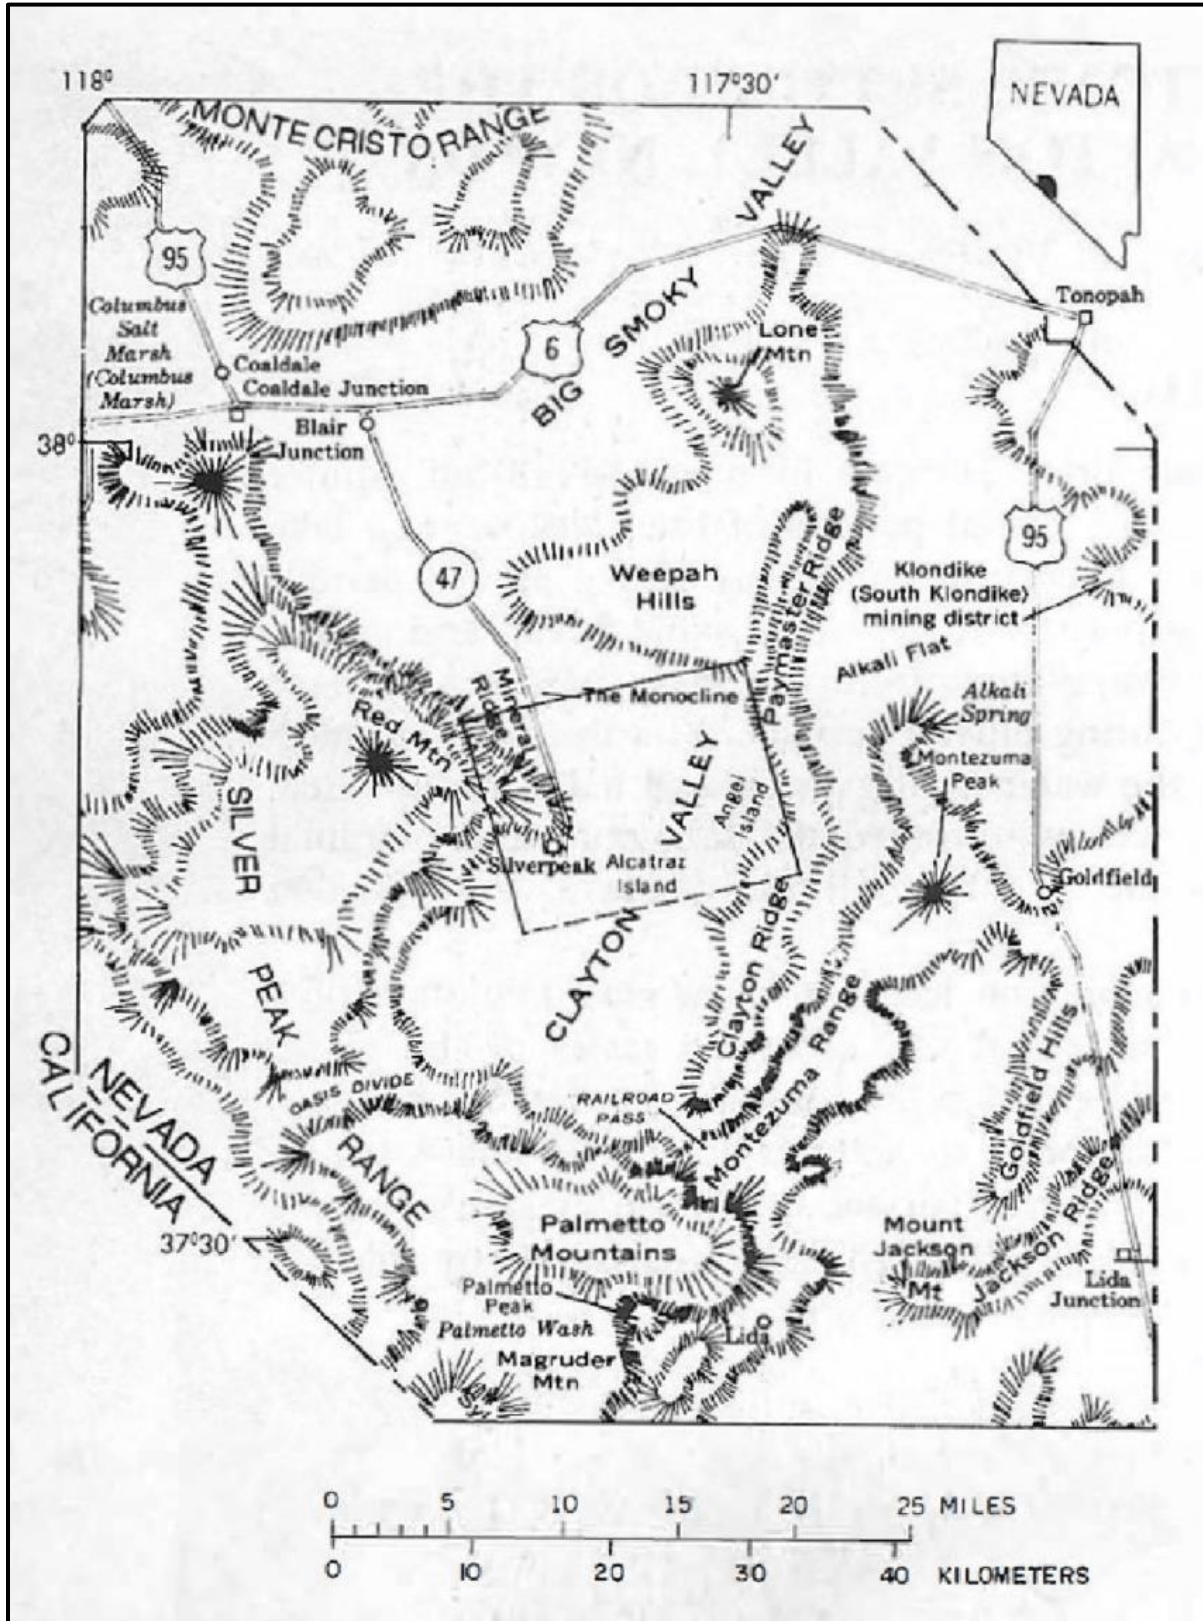 118°
117°30′
NEVADA
MONTE CRISTO RANGE
VALLEY
95
SMOKY
Tonopah
Columbus
Salt
Marsh
(Columbus
Marsh)
6
Lone
Mtn
Coaldale
Coaldale Junction
BIG
Blair
Junction
38°
95
47
Weepah
Hills
Paymaster Ridge
Klondike
(South Klondike)
mining district
Alkali Flat
Mineral
Ridge
The Monocline
Alkali
Spring
Red Mtn
Montezuma
Peak
SILVER
VALLEY
Angel
Island
Silverpeak
Alcatraz
Island
Goldfield
PEAK
CLAYTON
Clayton Ridge
Montezuma Range
Goldfield Hills
NEVADA
CALIFORNIA
OASIS DIVIDE
RAILROAD
PASS
RANGE
37°30′
Palmetto
Mountains
Mount
Jackson
Mt Jackson Ridge
Lida
Junction
Palmetto
Peak
Palmetto Wash
Lida
Magruder
Mtn
0 5 10 15 20 25 MILES
0 10 20 30 40 KILOMETERS